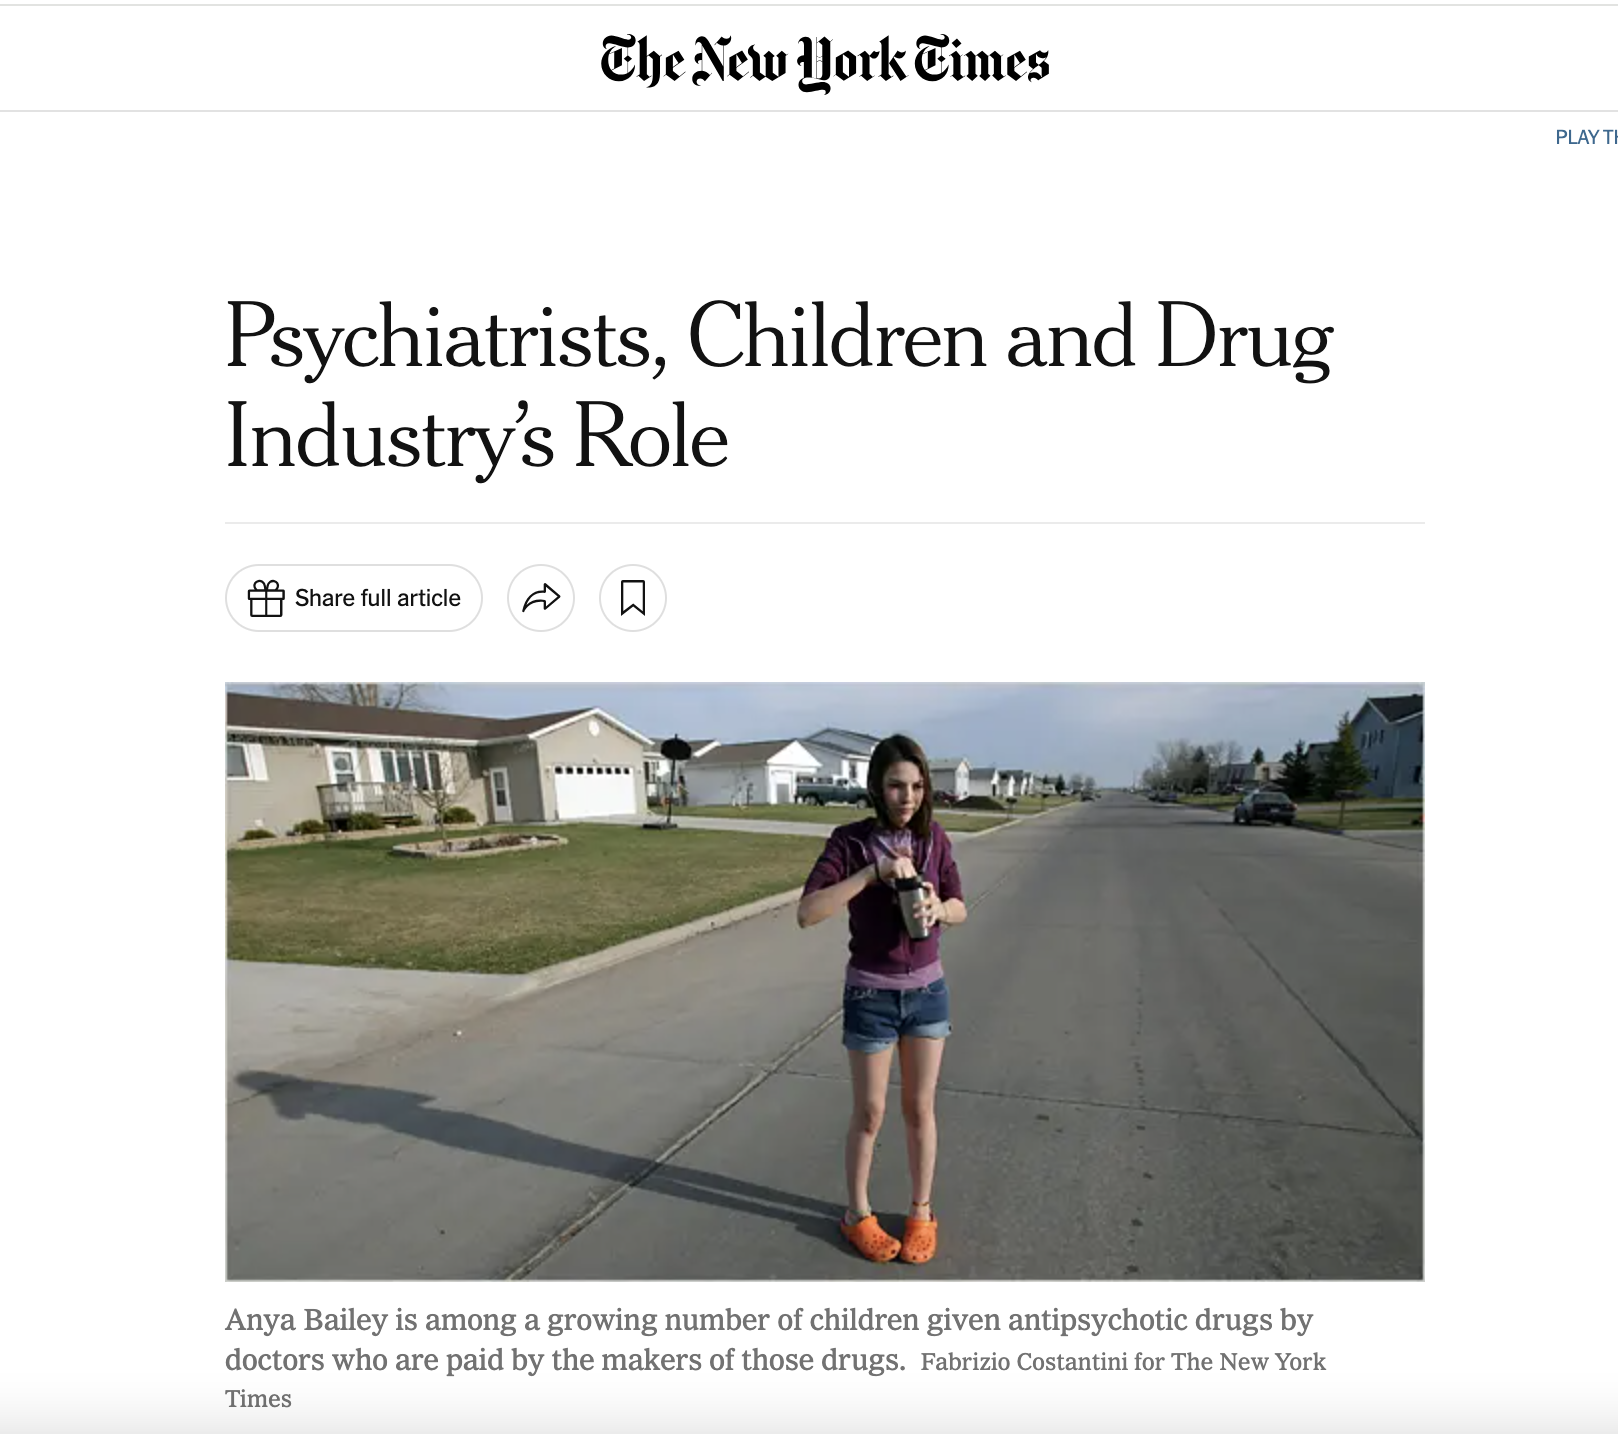 The New York Times
PLAY TH
Psychiatrists, Children and Drug
Industry’s Role
Share full article
Anya Bailey is among a growing number of children given antipsychotic drugs by
doctors who are paid by the makers of those drugs. Fabrizio Costantini for The New York
Times